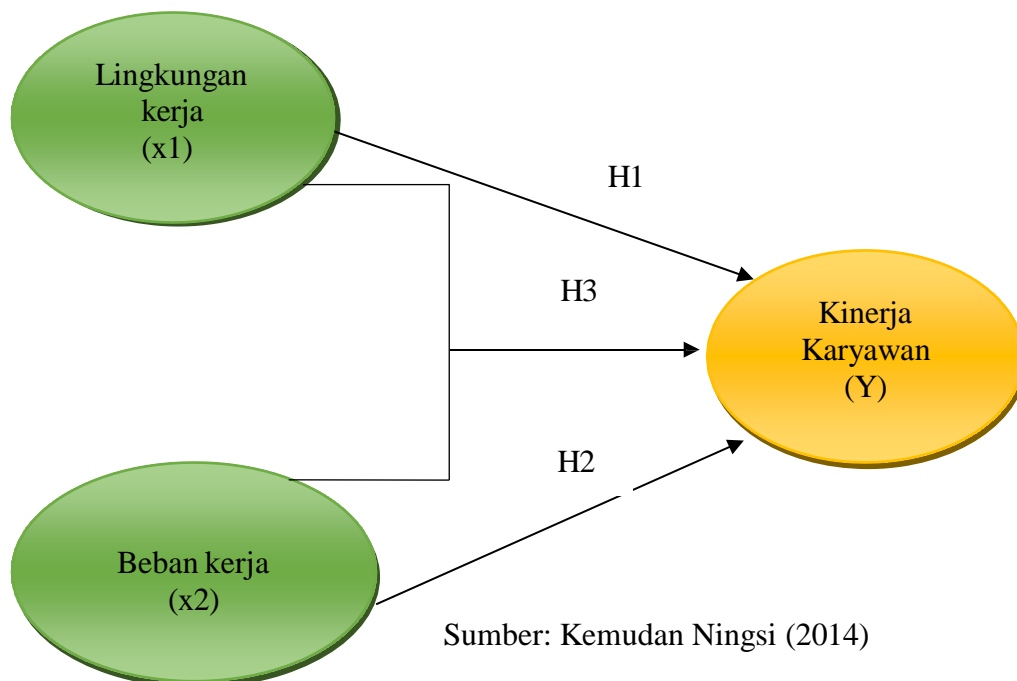 Lingkungan
kerja
(x1)
H1
H3
Kinerja
Karyawan
(Y)
H2
Beban kerja
(x2)
Sumber: Kemudan Ningsi (2014)